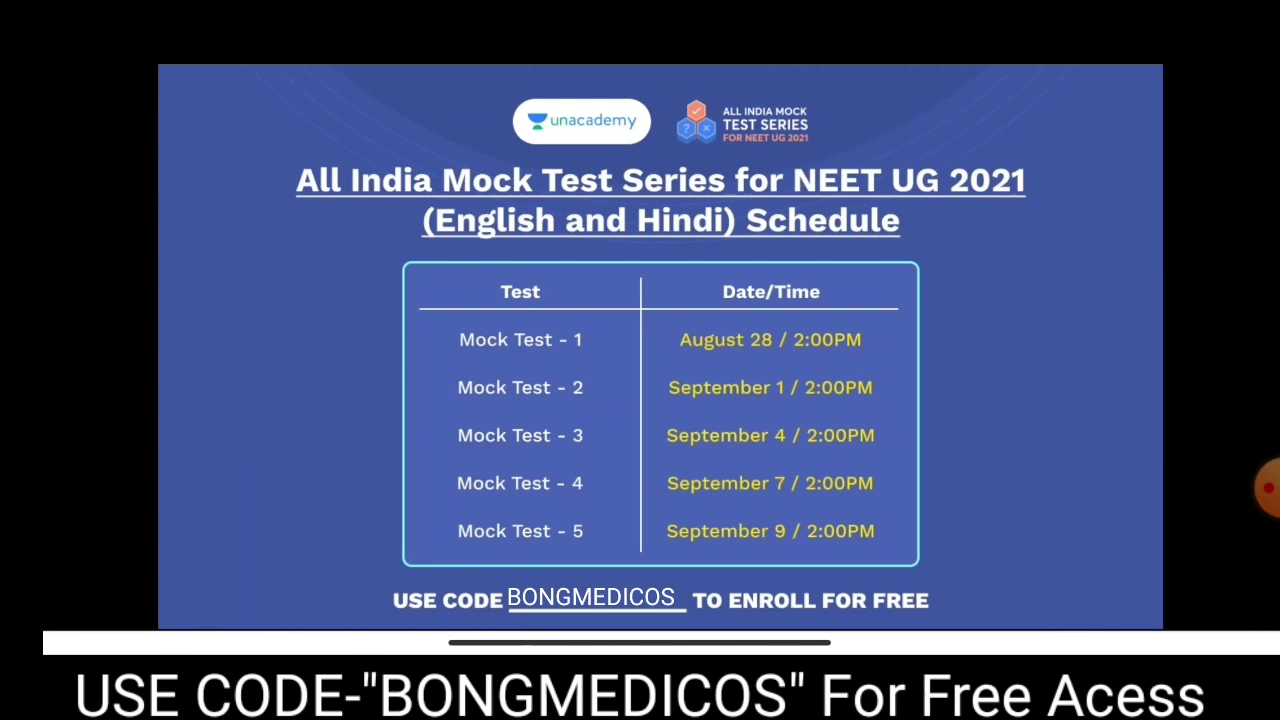 unacademy
ALL INDIA MOCK
TEST SERIES
FOR NEET UG 2021
All India Mock Test Series for NEET UG 2021
(English and Hindi) Schedule
Test Date/Time
Mock Test - 1 August 28 / 2:00PM
Mock Test - 2 September 1 / 2:00PM
Mock Test - 3 September 4 / 2:00PM
Mock Test - 4 September 7 / 2:00PM
Mock Test - 5 September 9 / 2:00PM
USE CODE BONGMEDICOS TO ENROLL FOR FREE
USE CODE-"BONGMEDICOS" For Free Acess